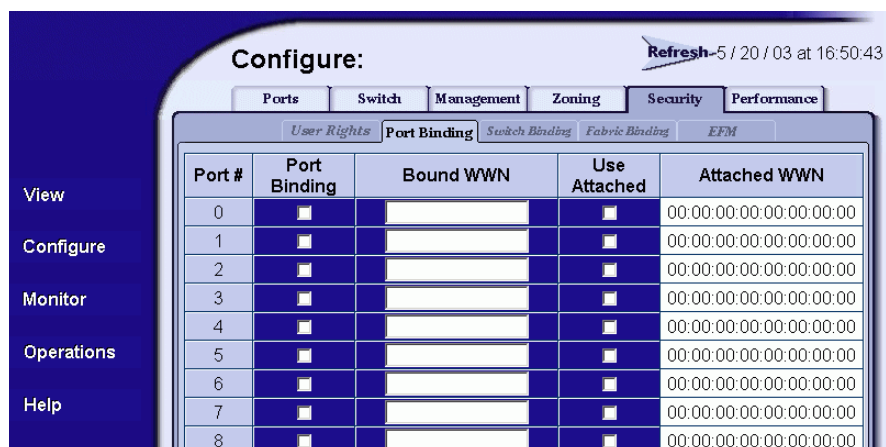 Configure:
Refresh-5 / 20 / 03 at 16:50:43
Ports Switch Management Zoning Security Performance
User Rights Port Binding Switch Binding Fabric Binding EFM
Port # Port Binding Bound WWN Use Attached Attached WWN
View
Configure
Monitor
Operations
Help
0 00:00:00:00:00:00:00:00
1 00:00:00:00:00:00:00:00
2 00:00:00:00:00:00:00:00
3 00:00:00:00:00:00:00:00
4 00:00:00:00:00:00:00:00
5 00:00:00:00:00:00:00:00
6 00:00:00:00:00:00:00:00
7 00:00:00:00:00:00:00:00
8 00:00:00:00:00:00:00:00